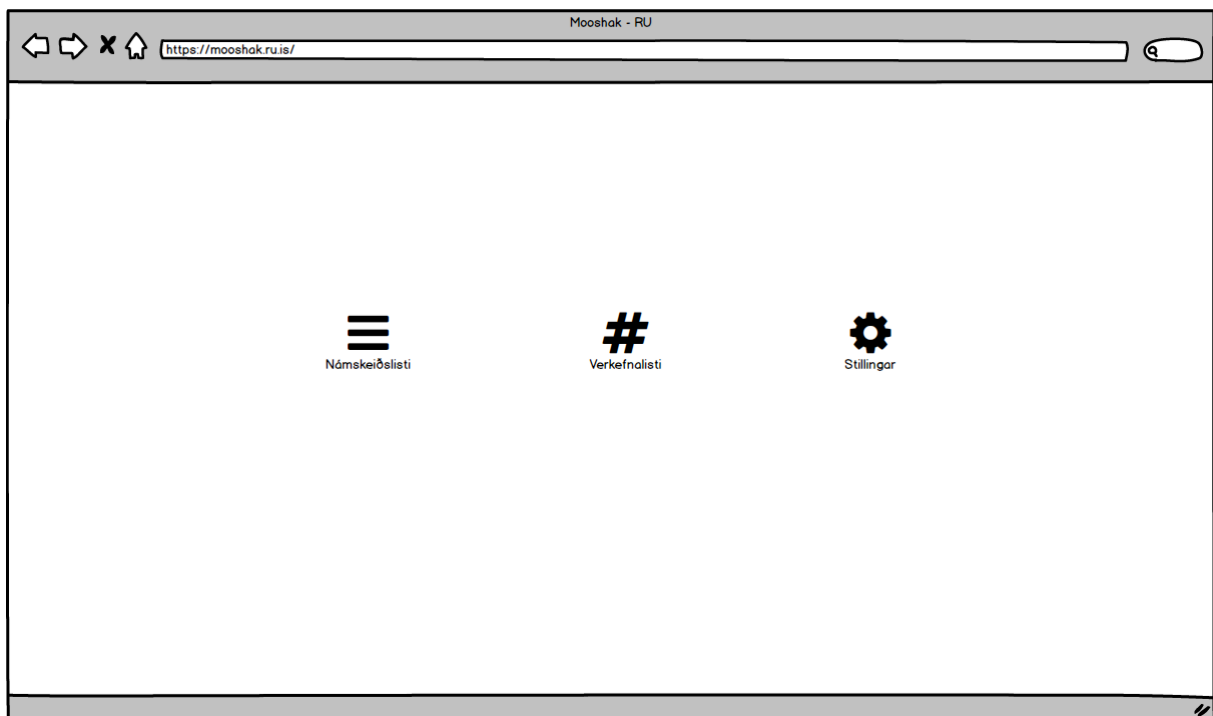 Mooshak - RU
https://mooshak.ru.is/
Námskeiðslisti
Verkefnalisti
Stillingar